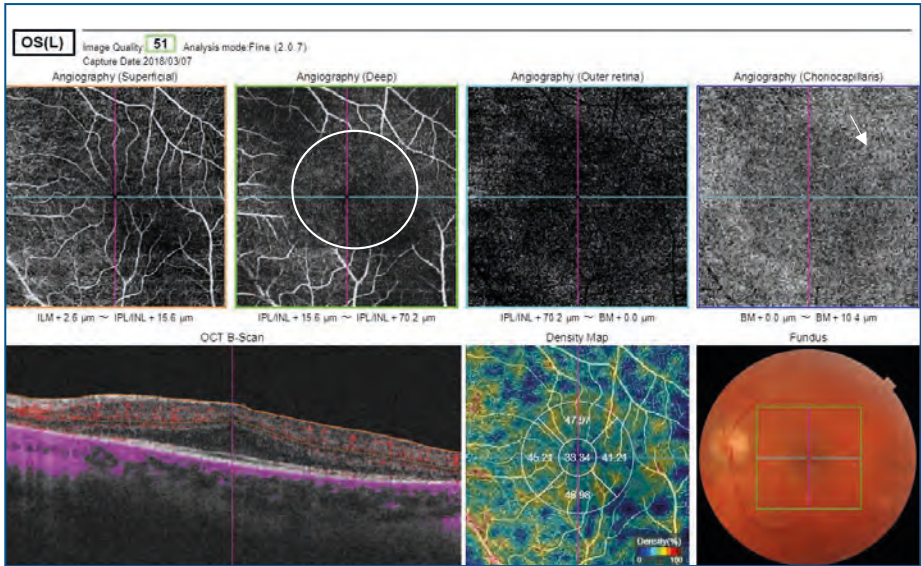 OS(L)
Image Quality: 51 Analysis mode:Fine (2.0.7)
Capture Date:2018/03/07
Angiography (Superficial) Angiography (Deep) Angiography (Outer retina) Angiography (Choriocapillaris)
ILM + 2.6 μm ~ IPL/INL + 15.6 μm IPL/INL + 15.6 μm ~ IPL/INL + 70.2 μm IPL/INL + 70.2 μm ~ BM + 0.0 μm BM + 0.0 μm ~ BM + 10.4 μm
OCT B-Scan Density Map Fundus
47.97
45.21 33.34 41.21
48.98
Density(%)
0 100